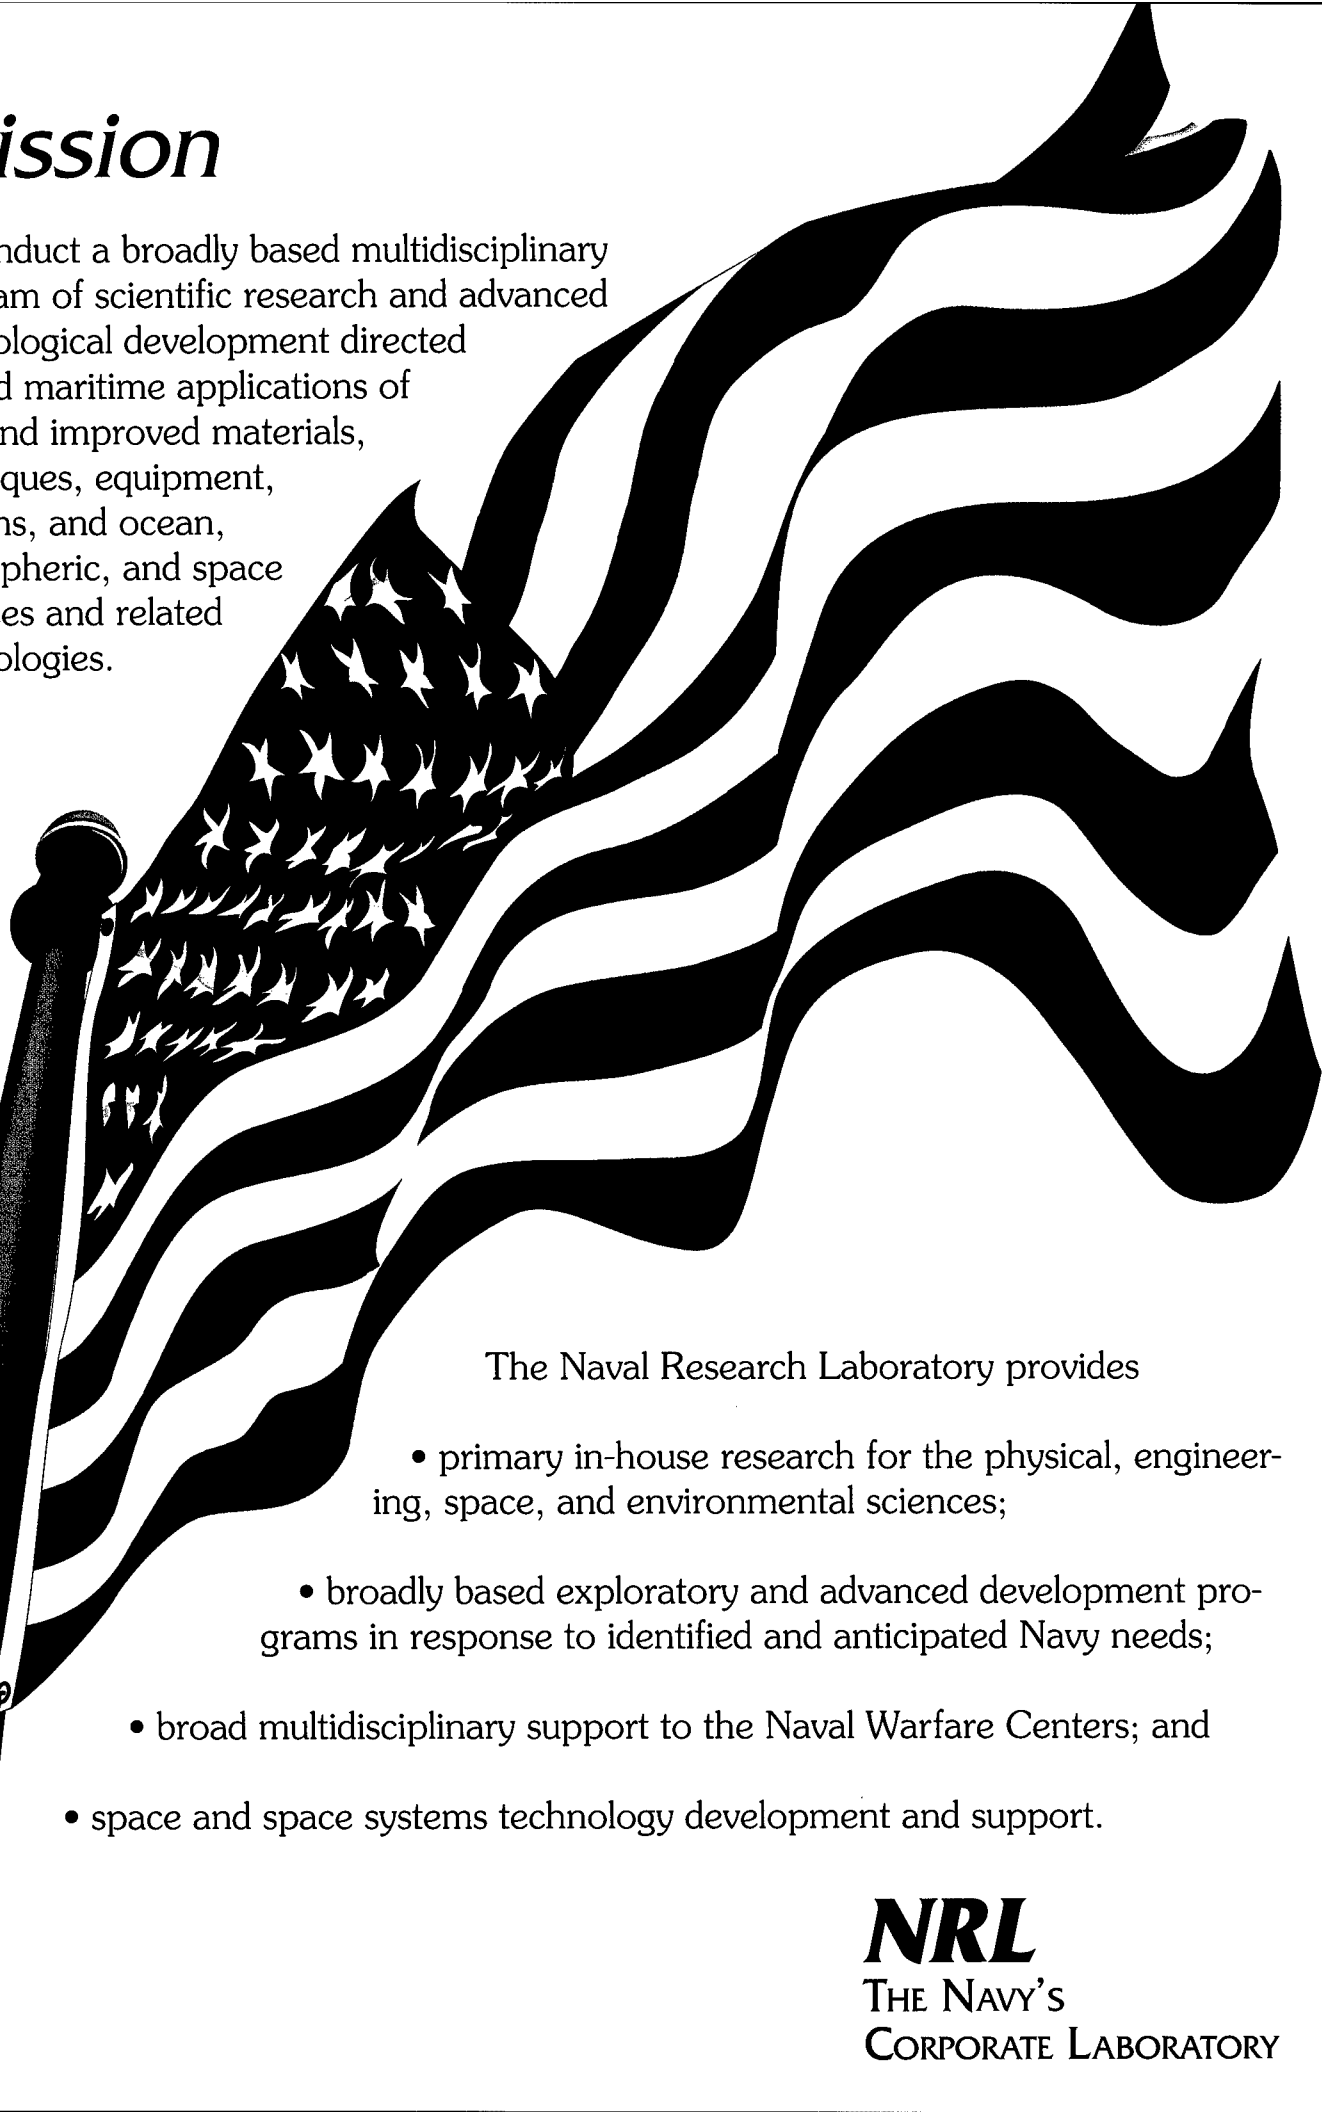 ission
nduct a broadly based multidisciplinary
am of scientific research and advanced
ological development directed
d maritime applications of
nd improved materials,
ques, equipment,
ns, and ocean,
pheric, and space
es and related
ologies.
The Naval Research Laboratory provides
• primary in-house research for the physical, engineer-
ing, space, and environmental sciences;
• broadly based exploratory and advanced development pro-
grams in response to identified and anticipated Navy needs;
• broad multidisciplinary support to the Naval Warfare Centers; and
• space and space systems technology development and support.
NRL
THE NAVY'S
CORPORATE LABORATORY